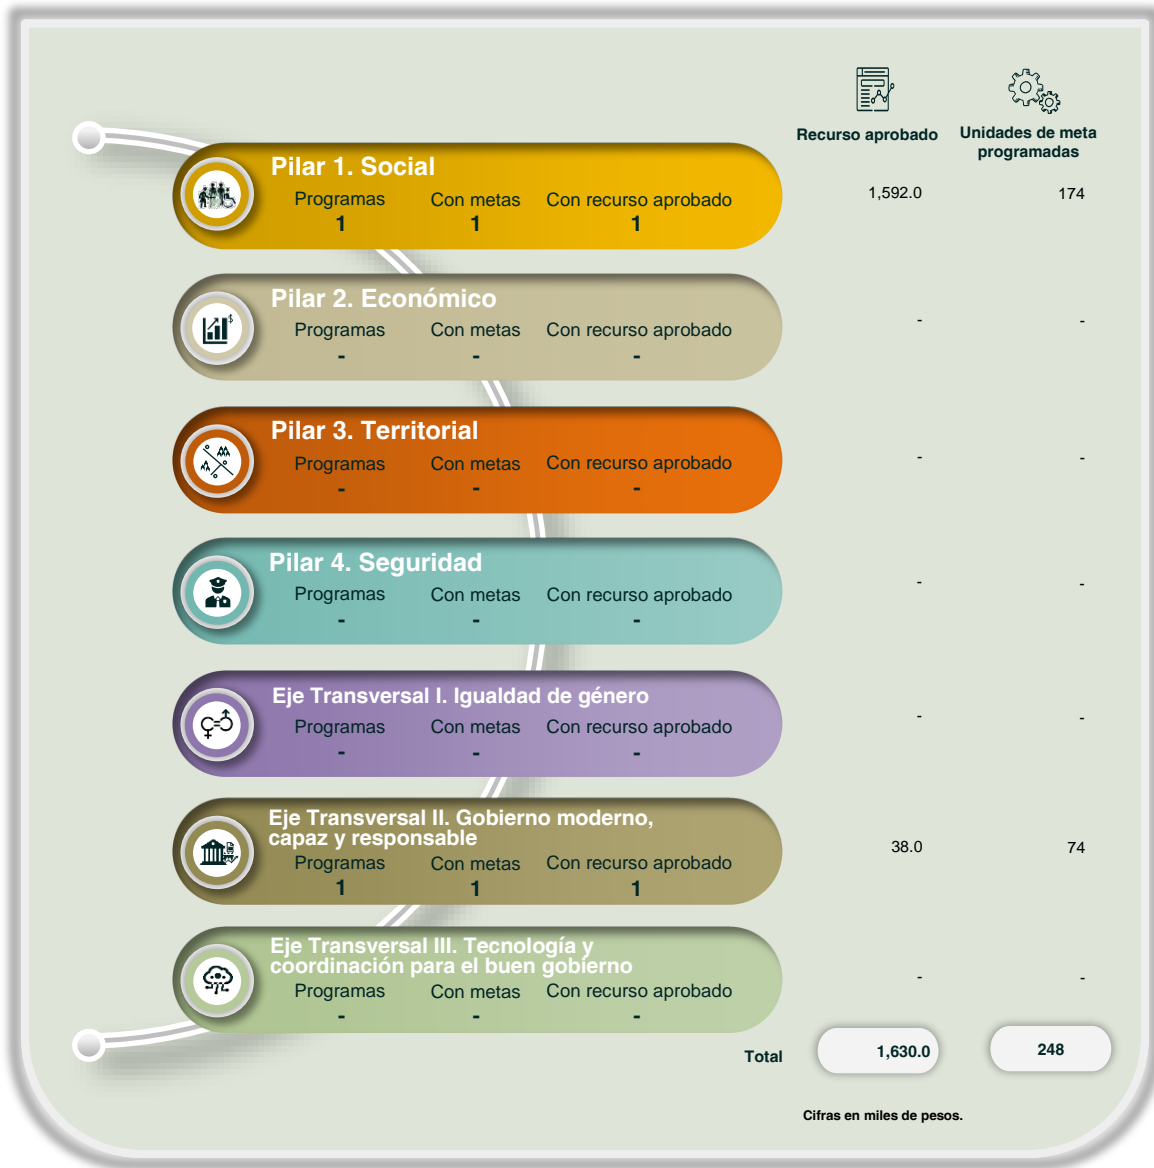 Recurso aprobado
Unidades de meta
programadas
Pilar 1. Social
Programas Con metas Con recurso aprobado
1 1 1
1,592.0 174
Pilar 2. Económico
Programas Con metas Con recurso aprobado
- - -
- -
Pilar 3. Territorial
Programas Con metas Con recurso aprobado
- - -
- -
Pilar 4. Seguridad
Programas Con metas Con recurso aprobado
- - -
- -
Eje Transversal I. Igualdad de género
Programas Con metas Con recurso aprobado
- - -
- -
Eje Transversal II. Gobierno moderno,
capaz y responsable
Programas Con metas Con recurso aprobado
1 1 1
38.0 74
Eje Transversal III. Tecnología y
coordinación para el buen gobierno
Programas Con metas Con recurso aprobado
- - -
- -
Total 1,630.0 248
Cifras en miles de pesos.